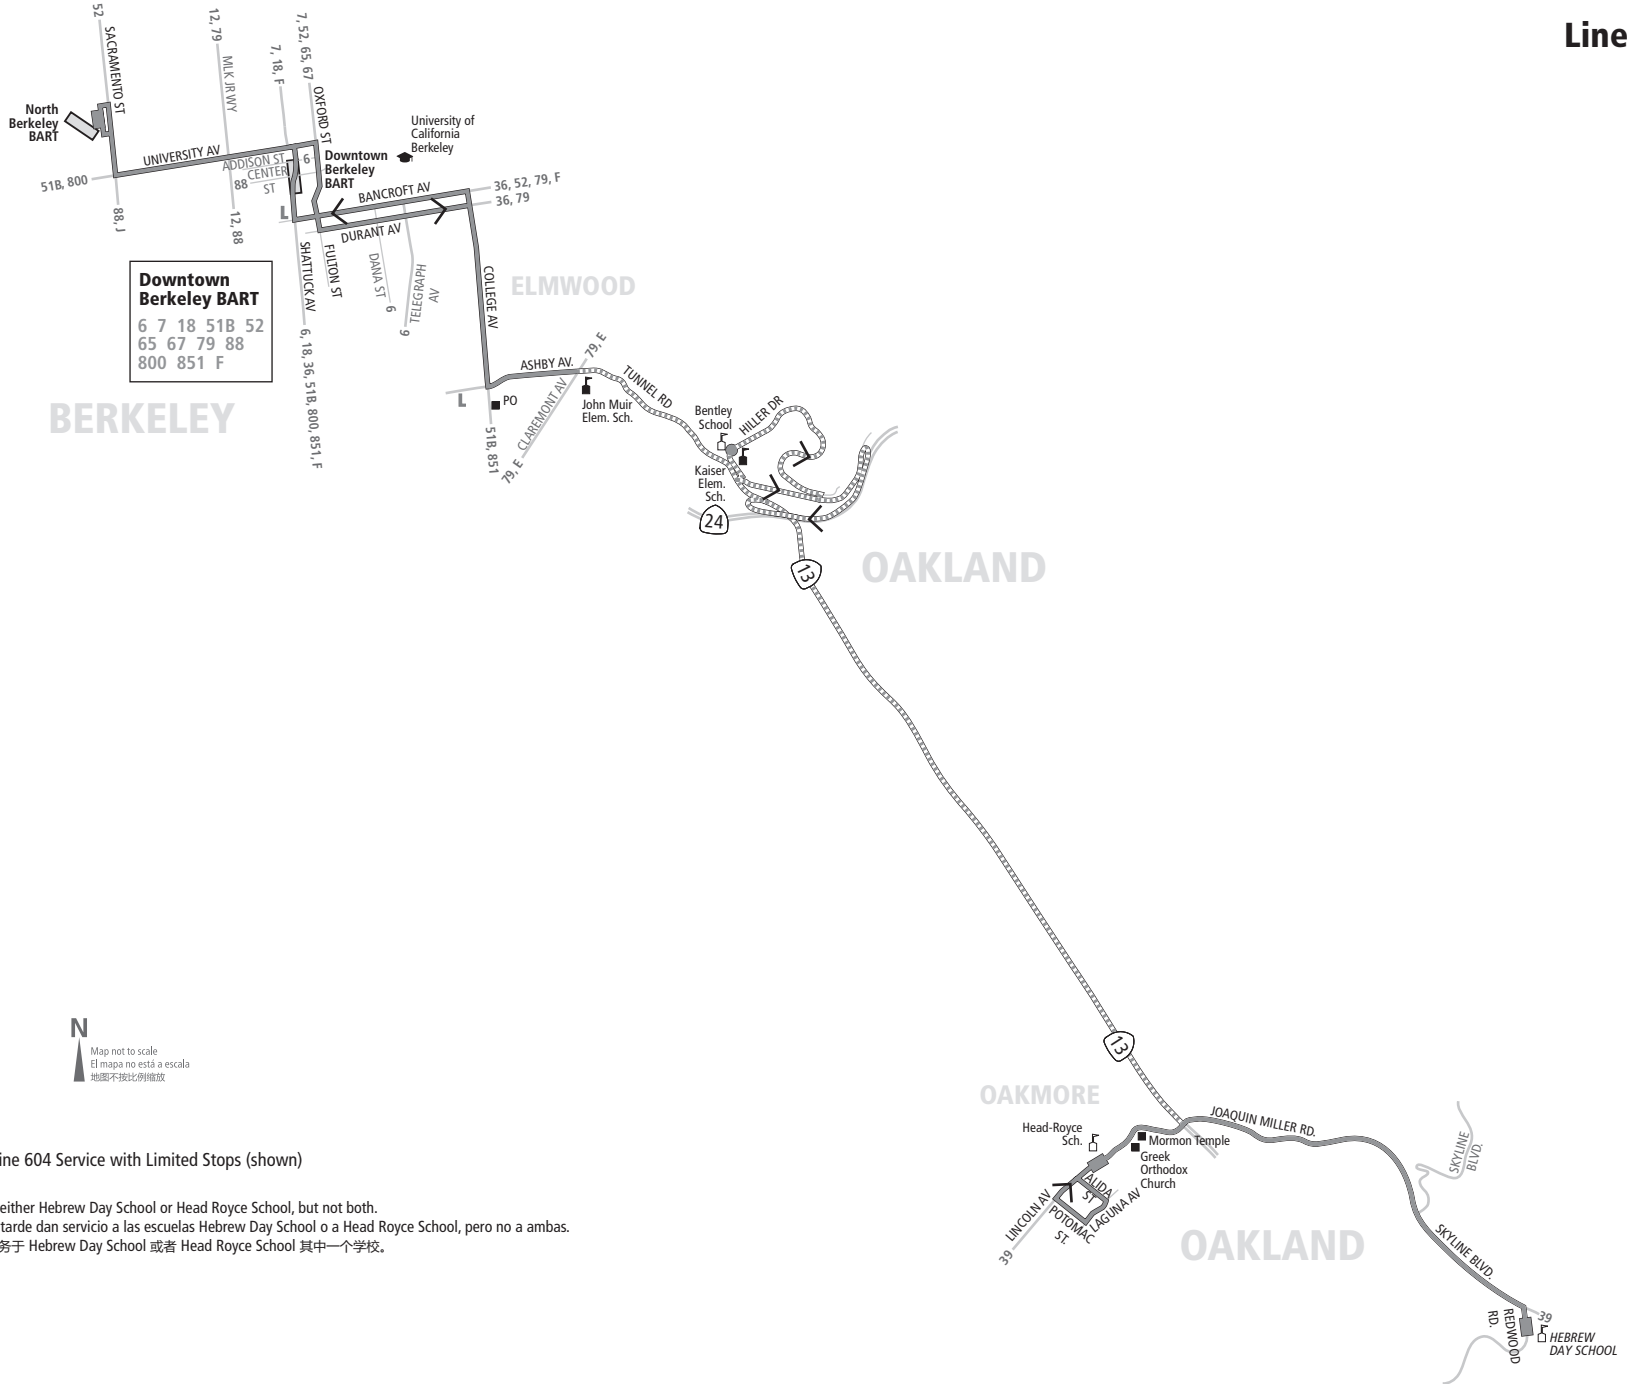 Line
52
SACRAMENTO ST
12, 79
MLK JR WY
7, 18, F
7, 52, 65, 67
OXFORD ST
North
Berkeley
BART
University of
California
Berkeley
UNIVERSITY AV
ADDISON ST
6
CENTER
ST
88
Downtown
Berkeley
BART
51B, 800
88, J
12, 88
L
BANCROFT AV
36, 52, 79, F
36, 79
DURANT AV
SHATTUCK AV
FULTON ST
DANA ST
6
TELEGRAPH
AV
6
COLLEGE AV
ELMWOOD
Downtown
Berkeley BART
6 7 18 51B 52
65 67 79 88
800 851 F
6, 18, 36, 51B, 800, 851, F
BERKELEY
ASHBY AV.
79, E
CLAREMONT AV
79, E
TUNNEL RD
L
PO
51B, 851
John Muir
Elem. Sch.
Bentley
School
HILLER DR
Kaiser
Elem.
Sch.
24
13
OAKLAND
13
N
Map not to scale
El mapa no está a escala
地图不按比例缩放
OAKMORE
Head-Royce
Sch.
JOAQUIN MILLER RD.
Mormon Temple
Greek
Orthodox
Church
ALIDA
ST
LINCOLN AV
POTOMAC
ST.
LAGUNA AV
39
SKYLINE
BLVD.
OAKLAND
SKYLINE BLVD.
39
REDWOOD
RD.
HEBREW
DAY SCHOOL
ine 604 Service with Limited Stops (shown)
either Hebrew Day School or Head Royce School, but not both.
tarde dan servicio a las escuelas Hebrew Day School o a Head Royce School, pero no a ambas.
务于 Hebrew Day School 或者 Head Royce School 其中一个学校。